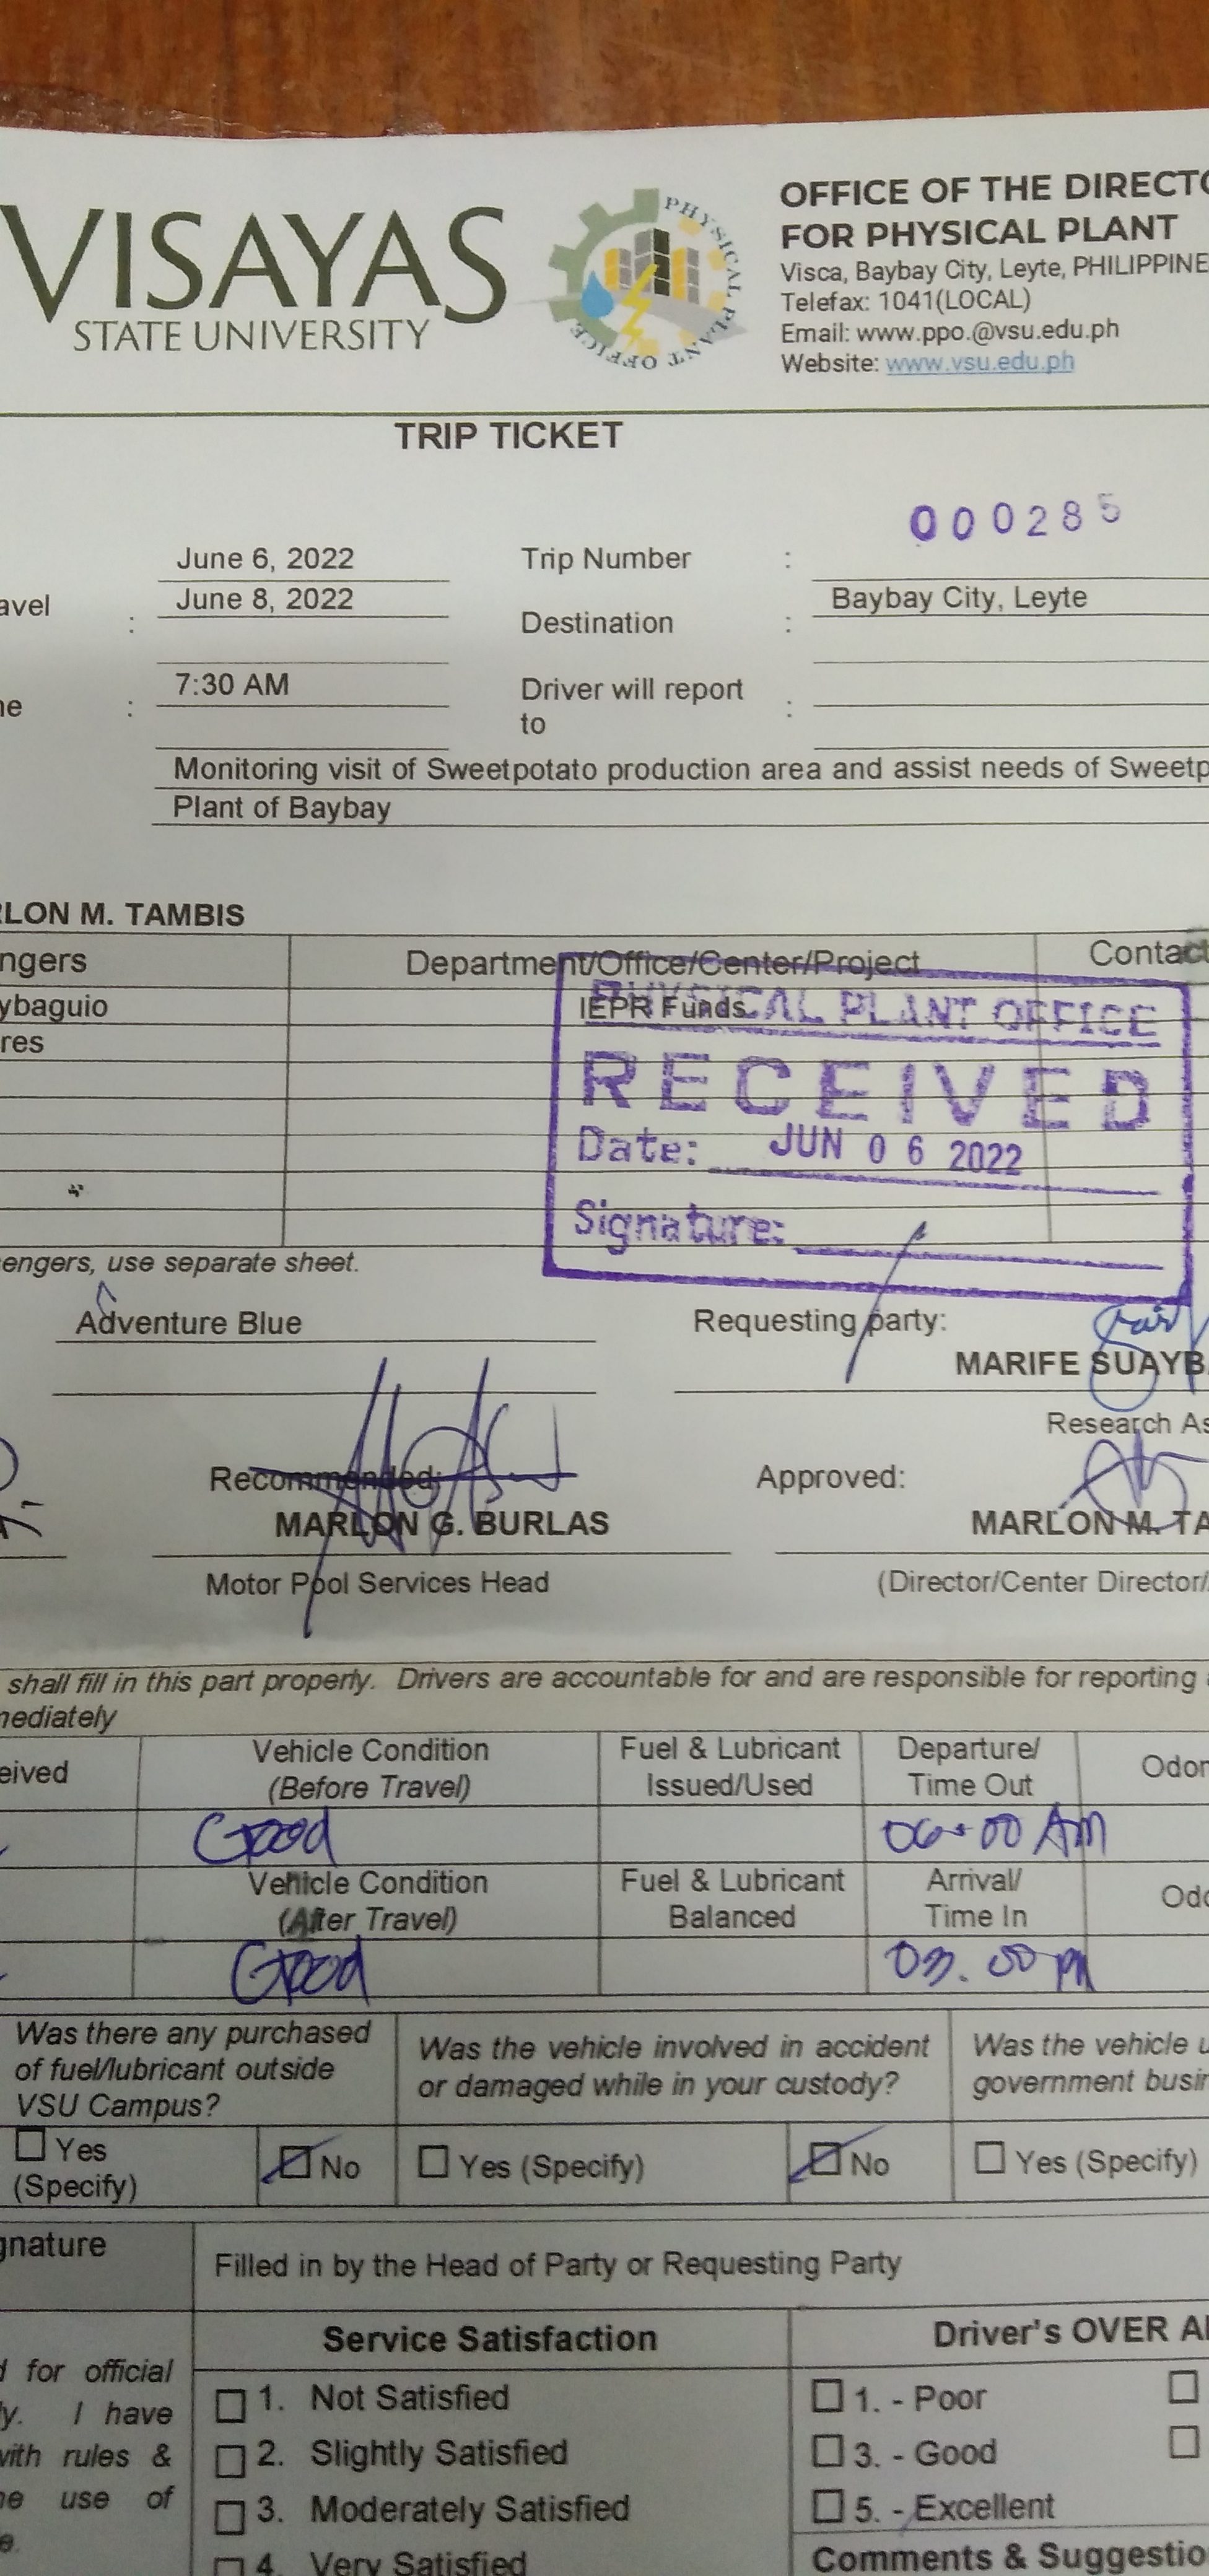 VISAYAS
STATE UNIVERSITY
PHYSICAL PLANT OFFICE
OFFICE OF THE DIRECTO
FOR PHYSICAL PLANT
Visca, Baybay City, Leyte, PHILIPPINE
Telefax: 1041(LOCAL)
Email: www.ppo.@vsu.edu.ph
Website: www.vsu.edu.ph
TRIP TICKET
000285
June 6, 2022 Trip Number :
avel : June 8, 2022 Destination : Baybay City, Leyte
ne : 7:30 AM Driver will report to :
Monitoring visit of Sweetpotato production area and assist needs of Sweetp
Plant of Baybay
RLON M. TAMBIS
ngers Department/Office/Center/Project Contact
ybaguio IEPR Funds
res
PHYSICAL PLANT OFFICE
RECEIVED
Date: JUN 06 2022
Signature:
engers, use separate sheet.
Adventure Blue Requesting party:
MARIFE SUAYB
Research As
Recommended: Approved:
MARLON G. BURLAS MARLON M. TA
Motor Pool Services Head (Director/Center Director/
shall fill in this part properly. Drivers are accountable for and are responsible for reporting
mediately
eived Vehicle Condition (Before Travel) Fuel & Lubricant Issued/Used Departure/ Time Out Odom
Good 06:00 AM
Vehicle Condition (After Travel) Fuel & Lubricant Balanced Arrival/ Time In Odo
Good 03:00 PM
Was there any purchased of fuel/lubricant outside VSU Campus? Was the vehicle involved in accident or damaged while in your custody? Was the vehicle u government busin
Yes (Specify) No Yes (Specify) No Yes (Specify)
gnature Filled in by the Head of Party or Requesting Party
Service Satisfaction Driver's OVER AL
d for official
y. I have
with rules &
he use of
e.
1. Not Satisfied
2. Slightly Satisfied
3. Moderately Satisfied
4. Very Satisfied
1. - Poor
3. - Good
5. - Excellent
Comments & Suggestio